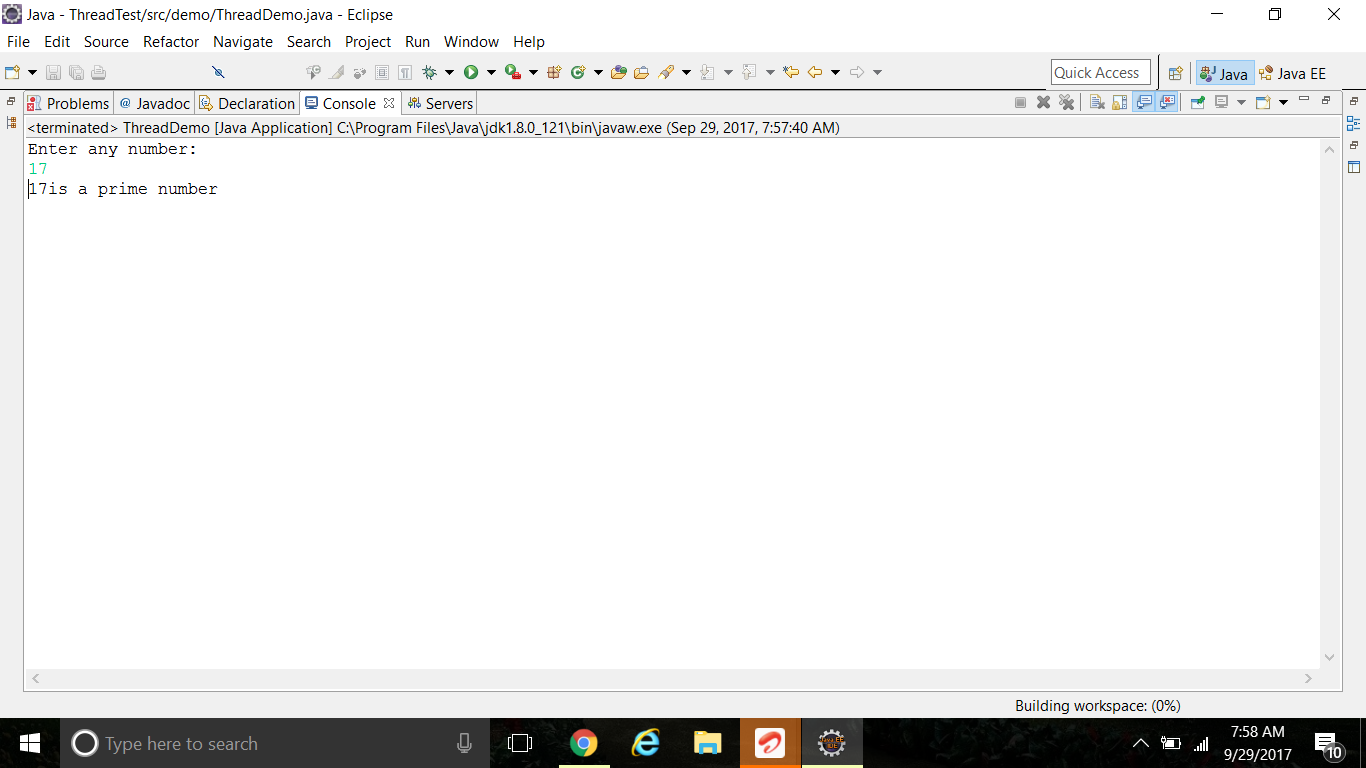 Java - ThreadTest/src/demo/ThreadDemo.java - Eclipse
File Edit Source Refactor Navigate Search Project Run Window Help
Quick Access Java Java EE
Problems @ Javadoc Declaration Console Servers
<terminated> ThreadDemo [Java Application] C:\Program Files\Java\jdk1.8.0_121\bin\javaw.exe (Sep 29, 2017, 7:57:40 AM)
Enter any number:
17
17is a prime number
Building workspace: (0%)
Type here to search
7:58 AM
9/29/2017
10